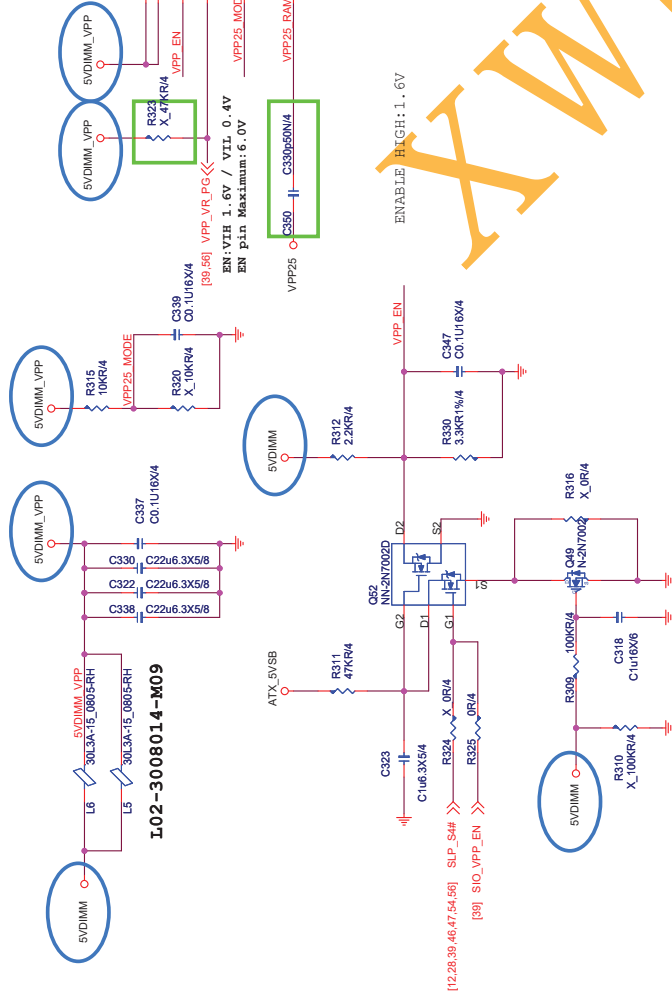 5VDIMM
L6
30L3A-15_0805-RH
5VDIMM_VPP
L5
30L3A-15_0805-RH
L02-3008014-M09
C338
C22u6.3X5/8
C322
C22u6.3X5/8
C330
C22u6.3X5/8
C337
C0.1U16X/4
5VDIMM_VPP
5VDIMM_VPP
R315
10KR/4
VPP25_MODE
R320
X_10KR/4
C339
C0.1U16X/4
5VDIMM_VPP
R323
X_47KR/4
5VDIMM_VPP
VPP_EN
[39,56] VPP_VR_PG
EN:VIH 1.6V / VIL 0.4V
EN pin Maximum:6.0V
VPP25
C350
C330p50N/4
ATX_5VSB
R311
47KR/4
C323
C1u6.3X5/4
[12,28,39,46,47,54,56] SLP_S4#
R324
X_0R/4
[39] SIO_VPP_EN
R325
0R/4
Q52
NN-2N7002D
G2
D1
G1
D2
S2
S1
5VDIMM
R312
2.2KR/4
VPP_EN
R330
3.3KR1%/4
C347
C0.1U16X/4
ENABLE HIGH:1.6V
5VDIMM
R310
X_100KR/4
R309
100KR/4
C318
C1u16X/6
Q49
N-2N7002
R316
X_0R/4